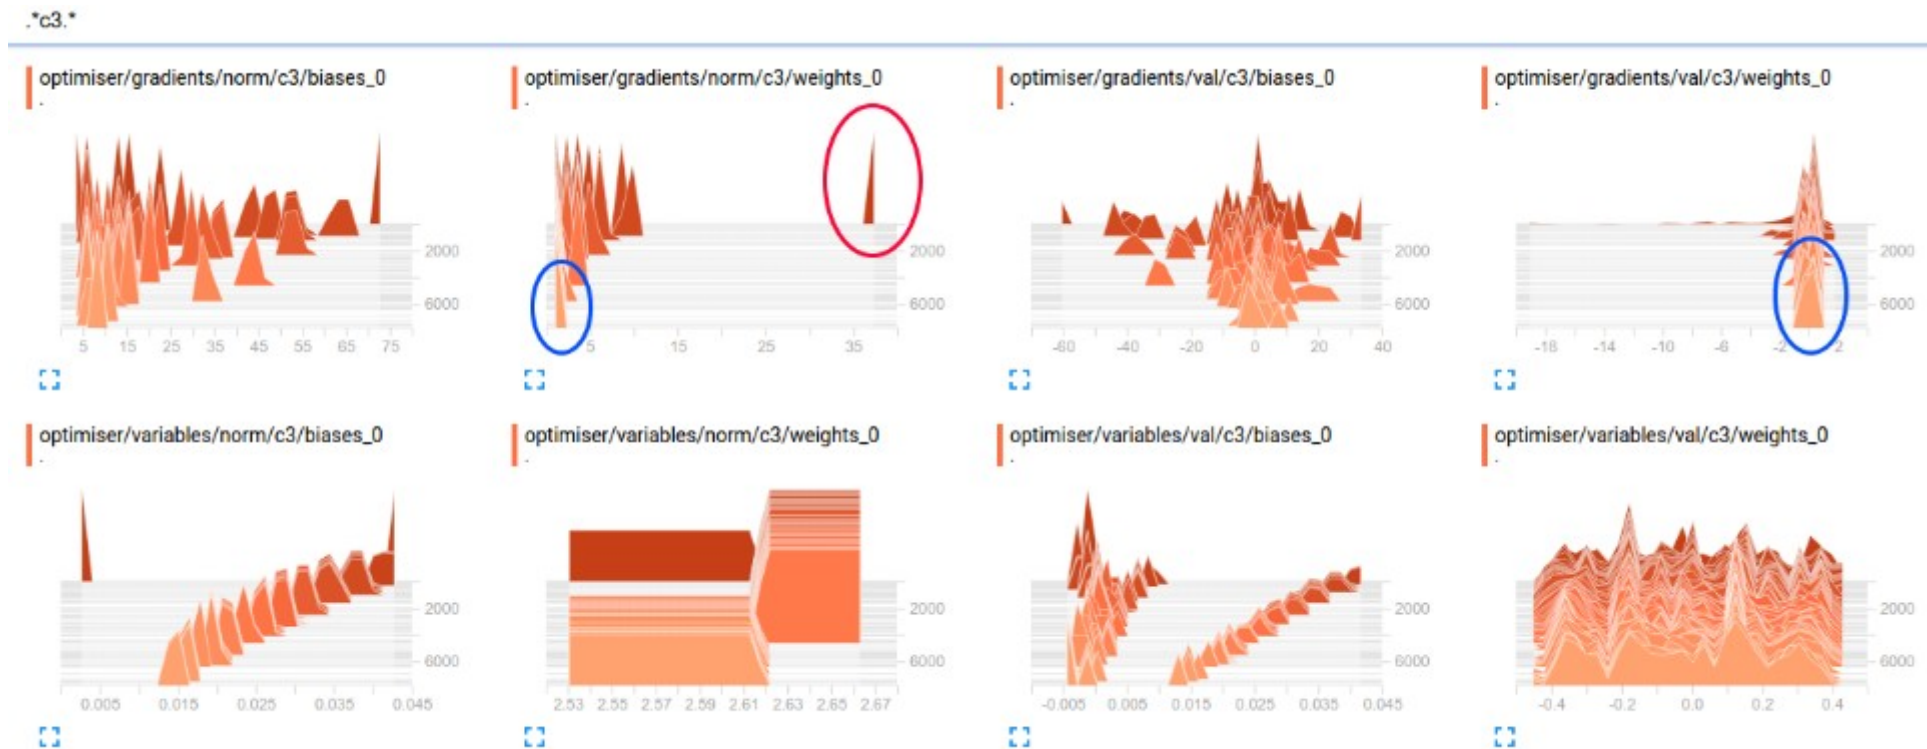 .*c3.*
optimiser/gradients/norm/c3/biases_0
.
optimiser/gradients/norm/c3/weights_0
.
optimiser/gradients/val/c3/biases_0
.
optimiser/gradients/val/c3/weights_0
.
2000
6000
5 15 25 35 45 55 65 75
2000
6000
5 15 25 35
2000
6000
-60 -40 -20 0 20 40
2000
6000
-18 -14 -10 -6 -2 2
optimiser/variables/norm/c3/biases_0
.
optimiser/variables/norm/c3/weights_0
.
optimiser/variables/val/c3/biases_0
.
optimiser/variables/val/c3/weights_0
.
2000
6000
0.005 0.015 0.025 0.035 0.045
2000
6000
2.53 2.55 2.57 2.59 2.61 2.63 2.65 2.67
2000
6000
-0.005 0.005 0.015 0.025 0.035 0.045
2000
6000
-0.4 -0.2 0.0 0.2 0.4